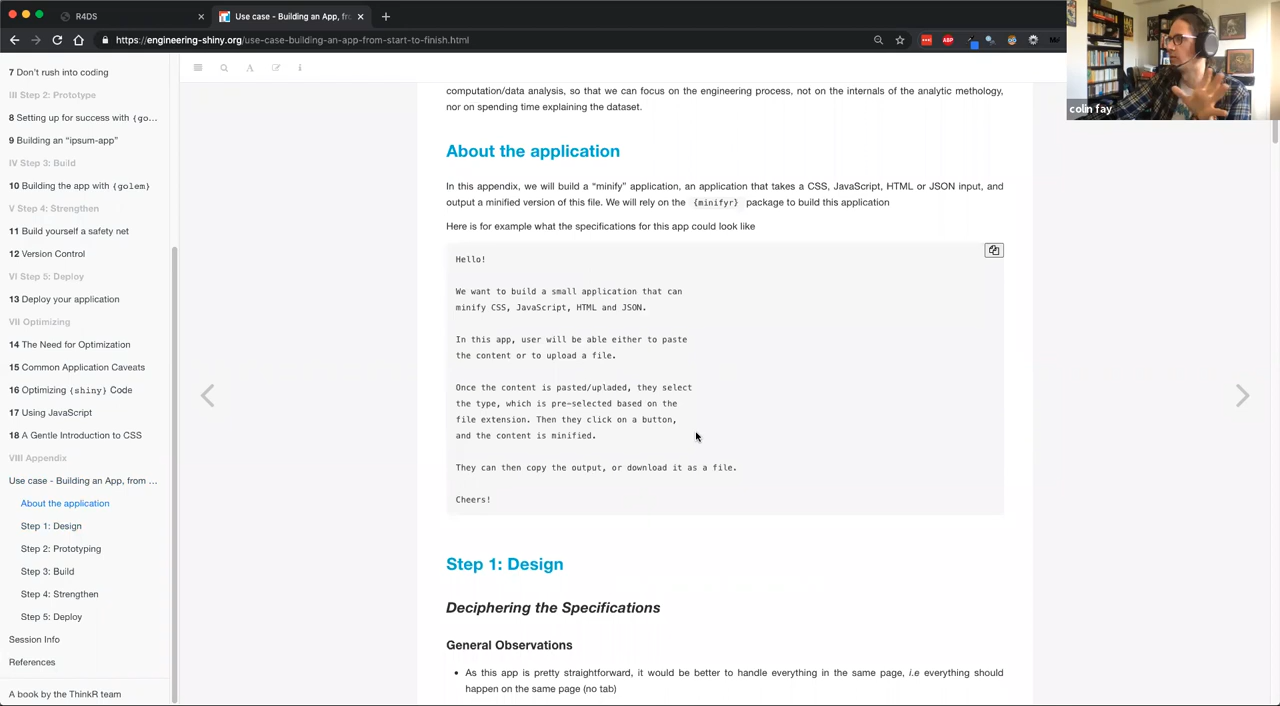 R4DS
Use case - Building an App, fro
https://engineering-shiny.org/use-case-building-an-app-from-start-to-finish.html
ABP
colin fay
7 Don't rush into coding
III Step 2: Prototype
8 Setting up for success with {go…
9 Building an “ipsum-app”
IV Step 3: Build
10 Building the app with {golem}
V Step 4: Strengthen
11 Build yourself a safety net
12 Version Control
VI Step 5: Deploy
13 Deploy your application
VII Optimizing
14 The Need for Optimization
15 Common Application Caveats
16 Optimizing {shiny} Code
17 Using JavaScript
18 A Gentle Introduction to CSS
VIII Appendix
Use case - Building an App, from …
About the application
Step 1: Design
Step 2: Prototyping
Step 3: Build
Step 4: Strengthen
Step 5: Deploy
Session Info
References
A book by the ThinkR team
computation/data analysis, so that we can focus on the engineering process, not on the internals of the analytic methology,
nor on spending time explaining the dataset.
About the application
In this appendix, we will build a “minify” application, an application that takes a CSS, JavaScript, HTML or JSON input, and
output a minified version of this file. We will rely on the {minifyr} package to build this application
Here is for example what the specifications for this app could look like
Hello!
We want to build a small application that can
minify CSS, JavaScript, HTML and JSON.
In this app, user will be able either to paste
the content or to upload a file.
Once the content is pasted/upladed, they select
the type, which is pre-selected based on the
file extension. Then they click on a button,
and the content is minified.
They can then copy the output, or download it as a file.
Cheers!
Step 1: Design
Deciphering the Specifications
General Observations
• As this app is pretty straightforward, it would be better to handle everything in the same page, i.e everything should
happen on the same page (no tab)